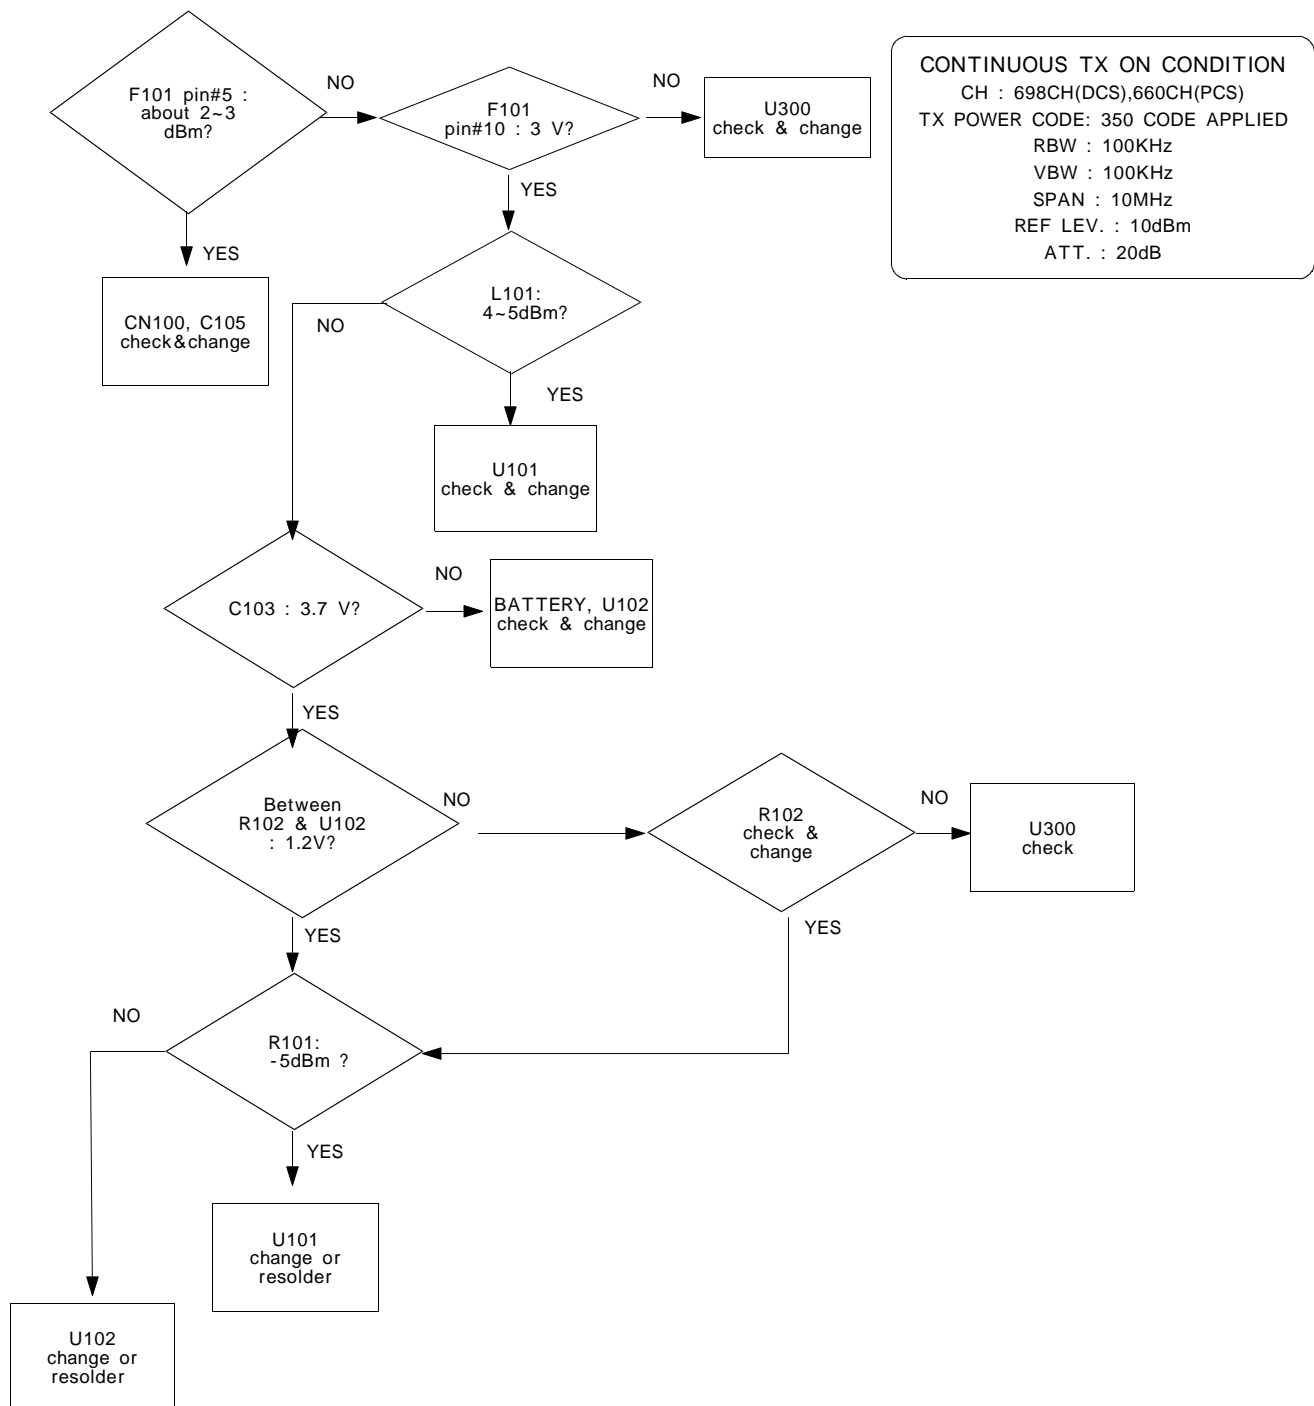 F101 pin#5 :
about 2~3
dBm?
NO
F101
pin#10 : 3 V?
NO
U300
check & change
CONTINUOUS TX ON CONDITION
CH : 698CH(DCS),660CH(PCS)
TX POWER CODE: 350 CODE APPLIED
RBW : 100KHz
VBW : 100KHz
SPAN : 10MHz
REF LEV. : 10dBm
ATT. : 20dB
YES
YES
CN100, C105
check&change
L101:
4~5dBm?
NO
YES
U101
check & change
C103 : 3.7 V?
NO
BATTERY, U102
check & change
YES
Between
R102 & U102
: 1.2V?
NO
R102
check &
change
NO
U300
check
YES
YES
R101:
-5dBm ?
NO
YES
U101
change or
resolder
U102
change or
resolder